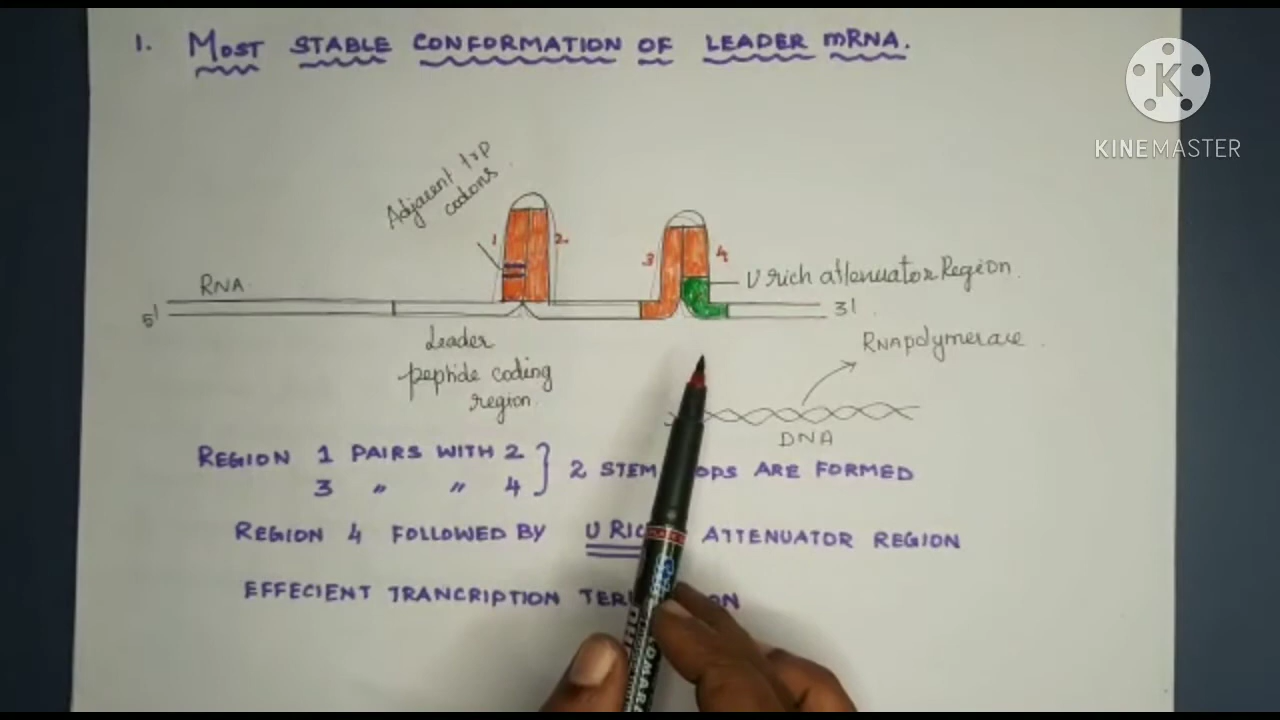 1. MOST STABLE CONFORMATION OF LEADER mRNA.
K
KINEMASTER
Adjacent trp
codons
1
2
3
4
U rich attenuator Region
RNA
5'
3'
Leader
peptide coding
region
RNA polymerase
DNA
REGION 1 PAIRS WITH 2
3 " " 4
2 STEM OPS ARE FORMED
REGION 4 FOLLOWED BY U RIC ATTENUATOR REGION
EFFECIENT TRANCRIPTION TER ON